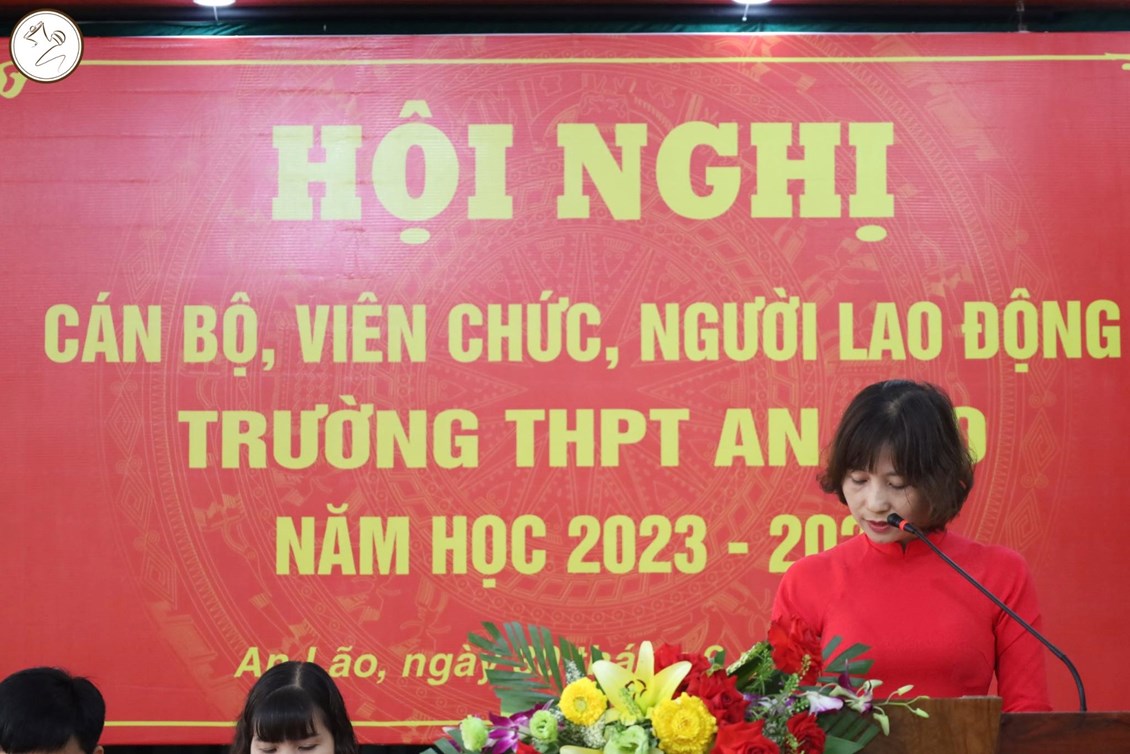 HỘI NGHỊ
CÁN BỘ, VIÊN CHỨC, NGƯỜI LAO ĐỘNG
TRƯỜNG THPT AN
NĂM HỌC 2023 -
An Lão, ngày